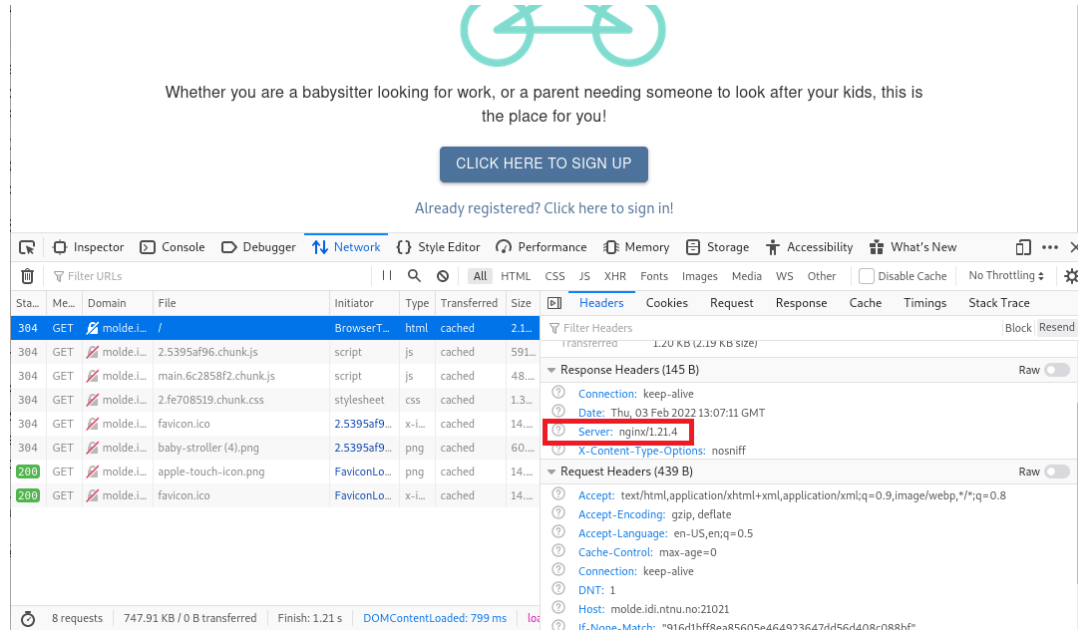 Whether you are a babysitter looking for work, or a parent needing someone to look after your kids, this is
the place for you!
CLICK HERE TO SIGN UP
Already registered? Click here to sign in!
Inspector Console Debugger Network Style Editor Performance Memory Storage Accessibility What's New
Filter URLs All HTML CSS JS XHR Fonts Images Media WS Other Disable Cache No Throttling
Sta... Me... Domain File Initiator Type Transferred Size Headers Cookies Request Response Cache Timings Stack Trace
304 GET molde.i... / BrowserT... html cached 2.1...
Filter Headers Block Resend
Transferred 1.20 KB (2.19 KB size)
304 GET molde.i... 2.5395af96.chunk.js script js cached 591...
Response Headers (145 B) Raw
304 GET molde.i... main.6c2858f2.chunk.js script js cached 48....
Connection: keep-alive
304 GET molde.i... 2.fe708519.chunk.css stylesheet css cached 1.3...
Date: Thu, 03 Feb 2022 13:07:11 GMT
304 GET molde.i... favicon.ico 2.5395af9... x-i... cached 14....
Server: nginx/1.21.4
304 GET molde.i... baby-stroller (4).png 2.5395af9... png cached 60....
X-Content-Type-Options: nosniff
200 GET molde.i... apple-touch-icon.png FaviconLo... png cached 14....
Request Headers (439 B) Raw
200 GET molde.i... favicon.ico FaviconLo... x-i... cached 14....
Accept: text/html,application/xhtml+xml,application/xml;q=0.9,image/webp,*/*;q=0.8
Accept-Encoding: gzip, deflate
Accept-Language: en-US,en;q=0.5
Cache-Control: max-age=0
Connection: keep-alive
DNT: 1
Host: molde.idi.ntnu.no:21021
If-None-Match: "916d1bff8ea85605e464923647dd56d408c088bf"
8 requests 747.91 KB / 0 B transferred Finish: 1.21 s DOMContentLoaded: 799 ms loa